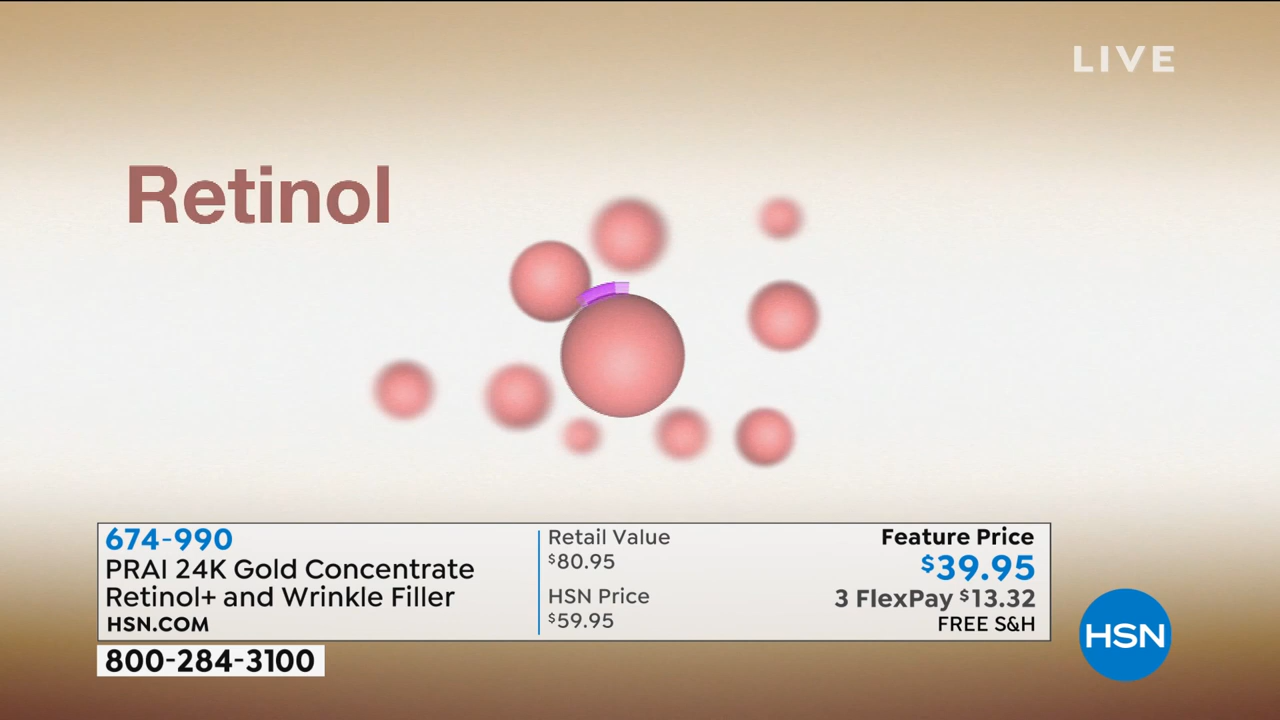 LIVE
Retinol
674-990
PRAI 24K Gold Concentrate
Retinol+ and Wrinkle Filler
HSN.COM
Retail Value
$80.95
HSN Price
$59.95
Feature Price
$39.95
3 FlexPay $13.32
FREE S&H
800-284-3100
HSN